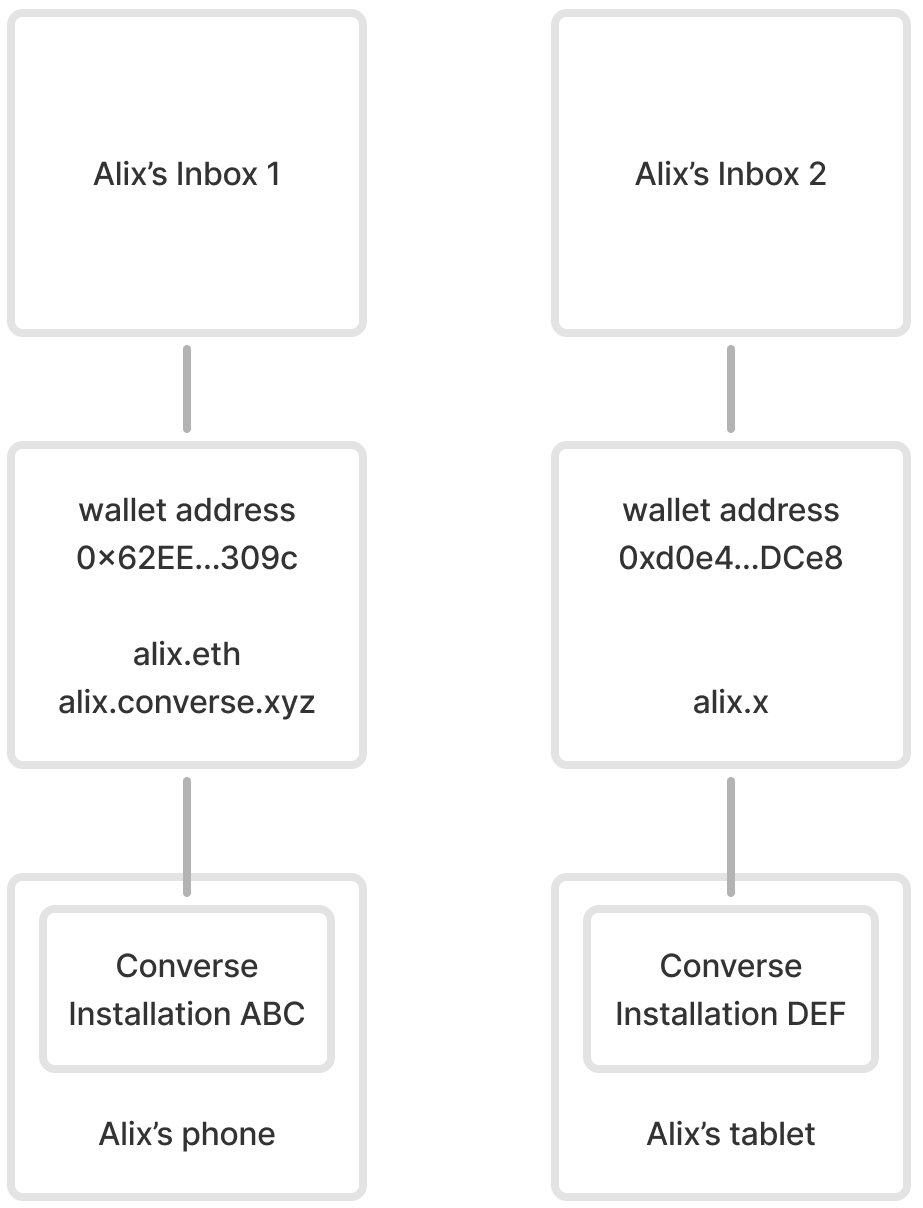 Alix’s Inbox 1
Alix’s Inbox 2
wallet address
0×62EE...309c
alix.eth
alix.converse.xyz
wallet address
0xd0e4...DCe8
alix.x
Converse
Installation ABC
Alix’s phone
Converse
Installation DEF
Alix’s tablet